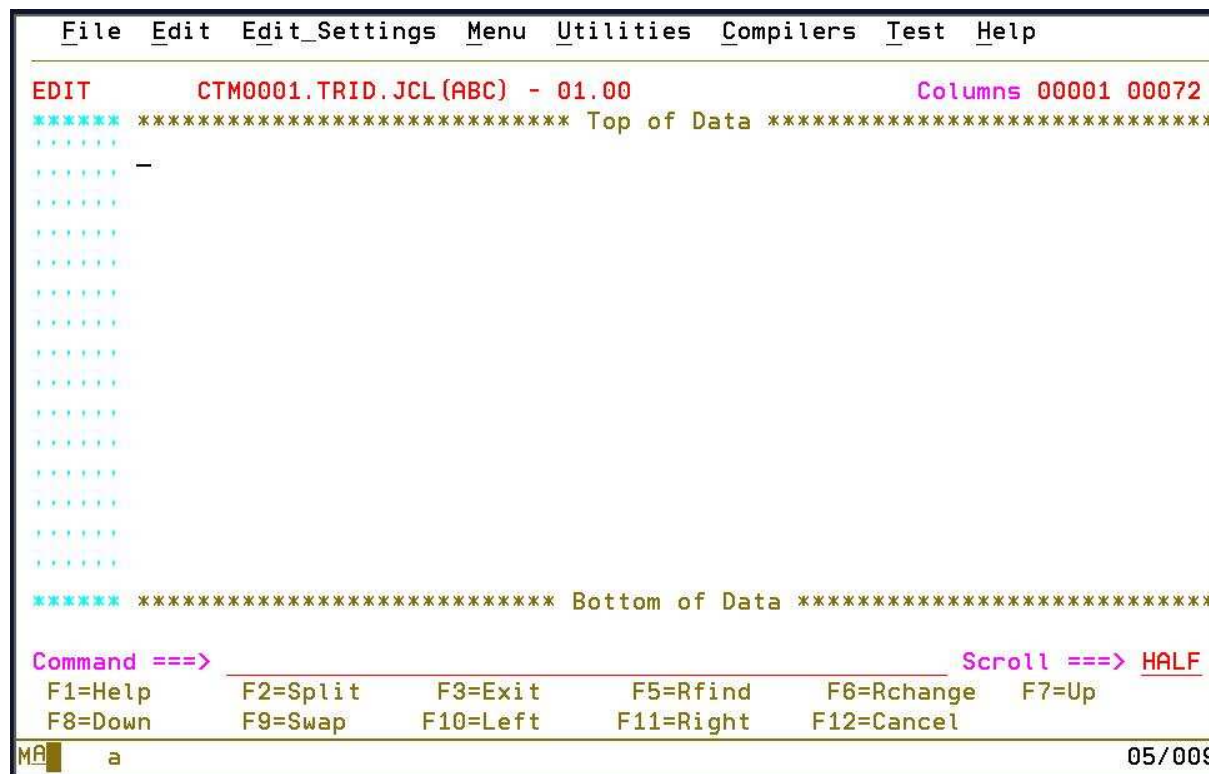 File Edit Edit_Settings Menu Utilities Compilers Test Help
EDIT CTM0001.TRID.JCL(ABC) - 01.00 Columns 00001 00072
****** ***************************** Top of Data ******************************
''''''
'''''' _
''''''
''''''
''''''
''''''
''''''
''''''
''''''
''''''
''''''
''''''
''''''
''''''
''''''
****** **************************** Bottom of Data ****************************
Command ===> Scroll ===> HALF
F1=Help F2=Split F3=Exit F5=Rfind F6=Rchange F7=Up
F8=Down F9=Swap F10=Left F11=Right F12=Cancel
MA a 05/009